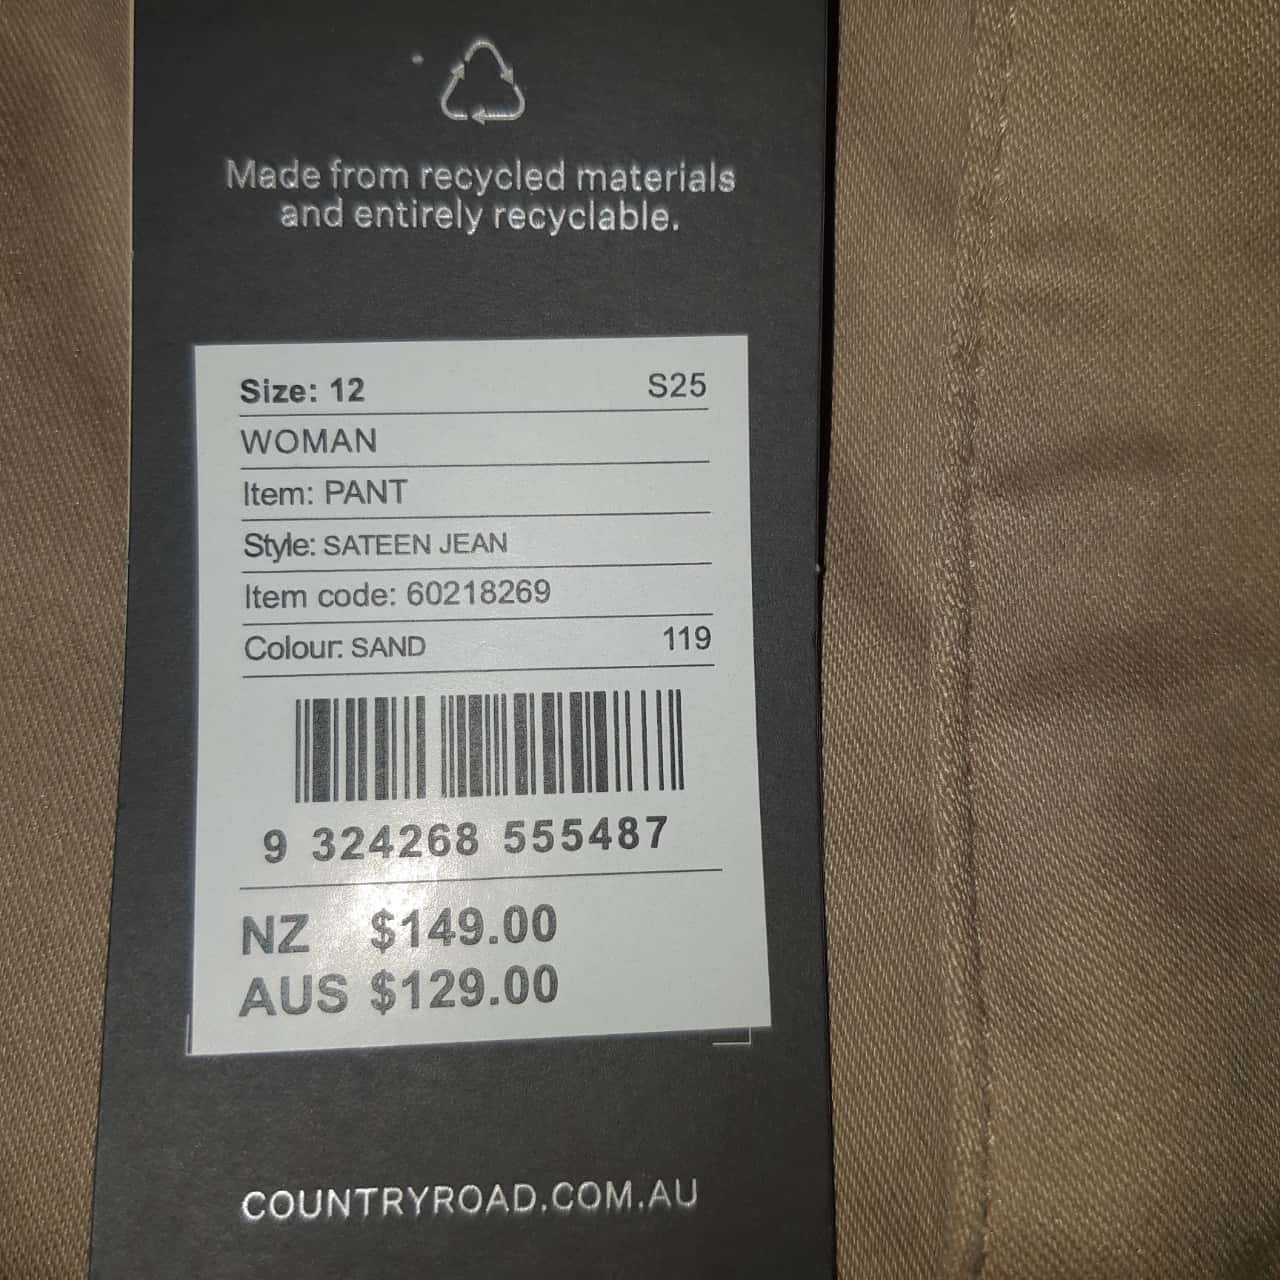 Made from recycled materials
and entirely recyclable.
Size: 12 S25
WOMAN
Item: PANT
Style: SATEEN JEAN
Item code: 60218269
Colour: SAND 119
9 324268 555487
NZ $149.00
AUS $129.00
COUNTRYROAD.COM.AU